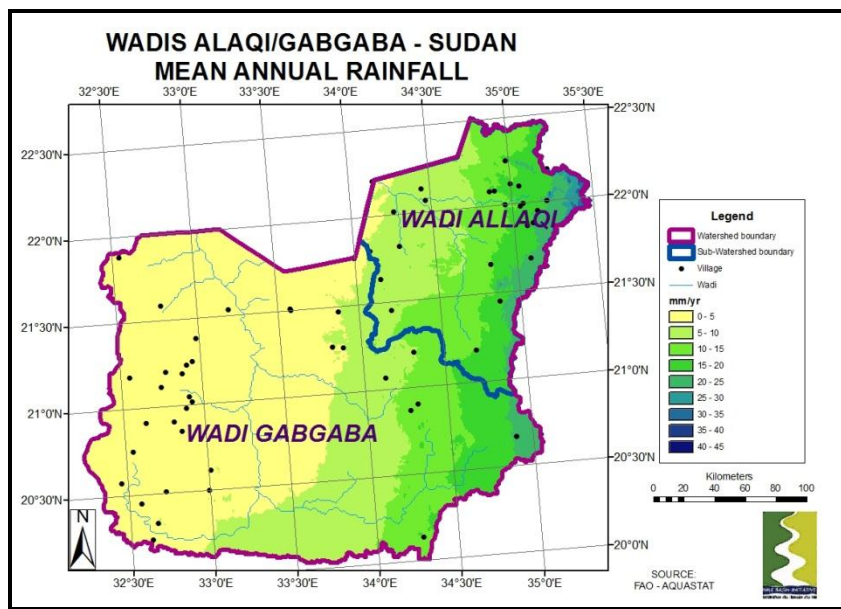 WADIS ALAQI/GABGABA - SUDAN
MEAN ANNUAL RAINFALL
32°30'E 33°0'E 33°30'E 34°0'E 34°30'E 35°0'E 35°30'E
22°30'N
22°30'N
22°0'N
22°0'N
21°30'N
21°30'N
21°0'N
21°0'N
20°30'N
20°30'N
20°0'N
WADI ALLAQI
WADI GABGABA
N
32°30'E 33°0'E 33°30'E 34°0'E 34°30'E 35°0'E
Legend
Watershed boundary
Sub-Watershed boundary
Village
Wadi
mm/yr
0 - 5
5 - 10
10 - 15
15 - 20
20 - 25
25 - 30
30 - 35
35 - 40
40 - 45
Kilometers
0 20 40 60 80 100
SOURCE:
FAO - AQUASTAT
NILE BASIN INITIATIVE